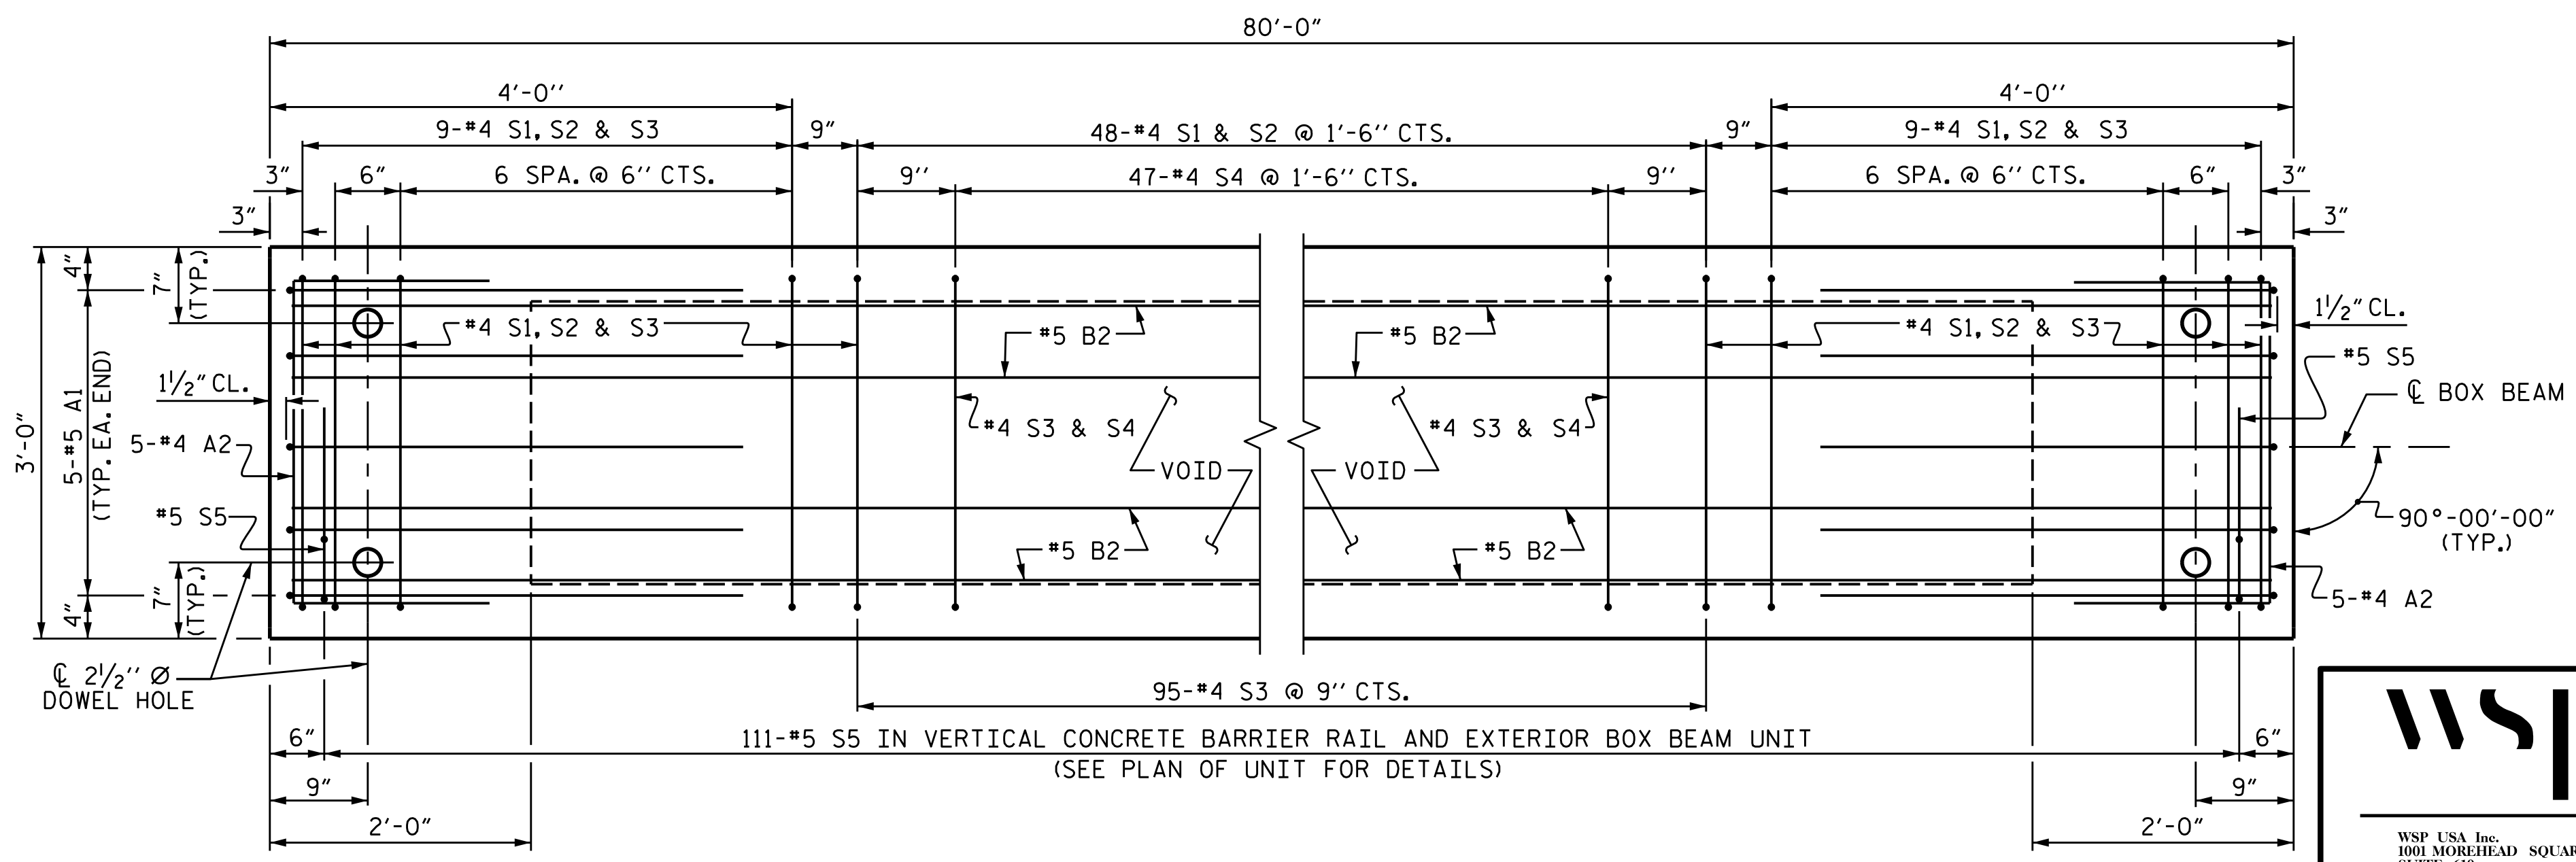 80'-0"
4'-0"
4'-0"
9-#4 S1, S2 & S3
9"
48-#4 S1 & S2 @ 1'-6" CTS.
9"
9-#4 S1, S2 & S3
3"
6"
6 SPA. @ 6" CTS.
9"
47-#4 S4 @ 1'-6" CTS.
9"
6 SPA. @ 6" CTS.
6"
3"
3"
3"
4"
7"
(TYP.)
1½" CL.
#4 S1, S2 & S3
#5 B2
#5 B2
#4 S1, S2 & S3
#5 S5
3'-0"
5-#5 A1
(TYP. EA. END)
1½" CL.
℄ BOX BEAM
5-#4 A2
#4 S3 & S4
#4 S3 & S4
VOID
VOID
#5 S5
90°-00'-00"
(TYP.)
#5 B2
#5 B2
4"
7"
(TYP.)
5-#4 A2
℄ 2½" Ø
DOWEL HOLE
95-#4 S3 @ 9" CTS.
6"
111-#5 S5 IN VERTICAL CONCRETE BARRIER RAIL AND EXTERIOR BOX BEAM UNIT
6"
(SEE PLAN OF UNIT FOR DETAILS)
9"
9"
2'-0"
2'-0"
WSP
WSP USA Inc.
1001 MOREHEAD SQUAR